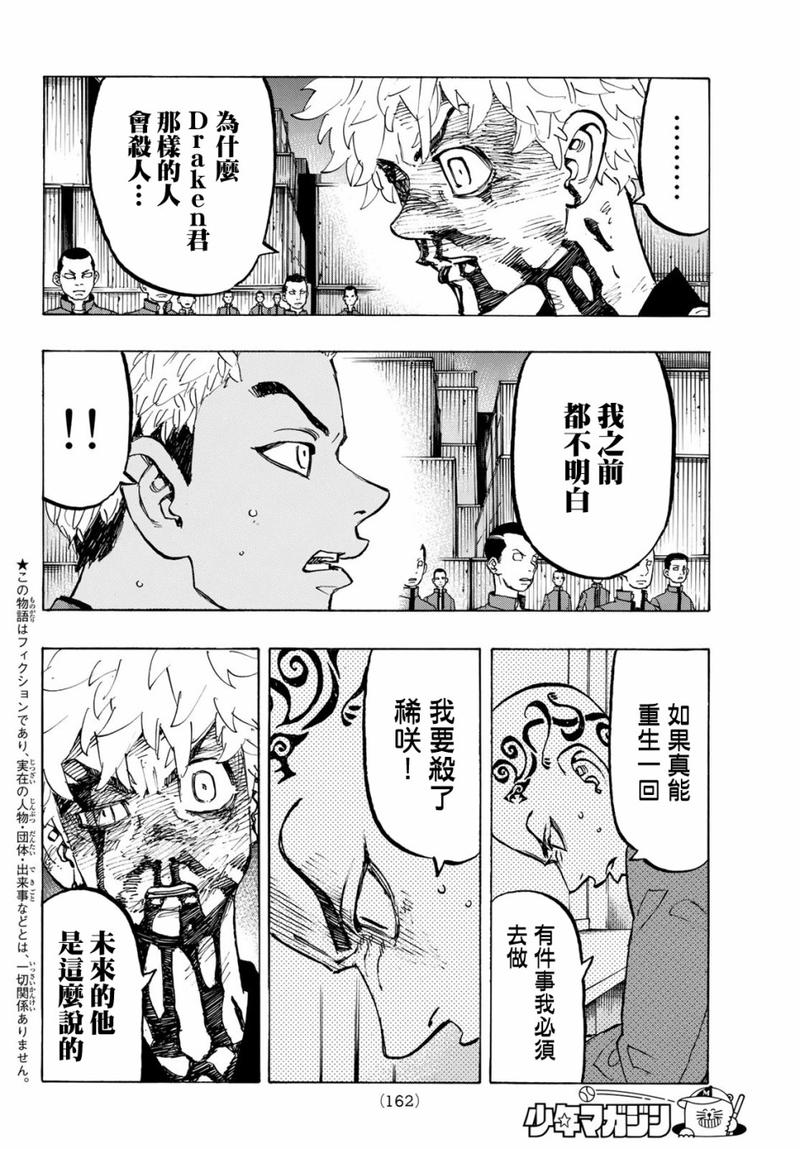 ………
為什麼
Draken君
那樣的人
會殺人…
我之前
都不明白
!!
如果真能
重生一回
有件事我必須
去做
我要殺了
稀咲！
未來的他
是這麼說的
★この物語はフィクションであり、実在の人物・団体・出来事などとは、一切関係ありません。
(162)
少年マガジン